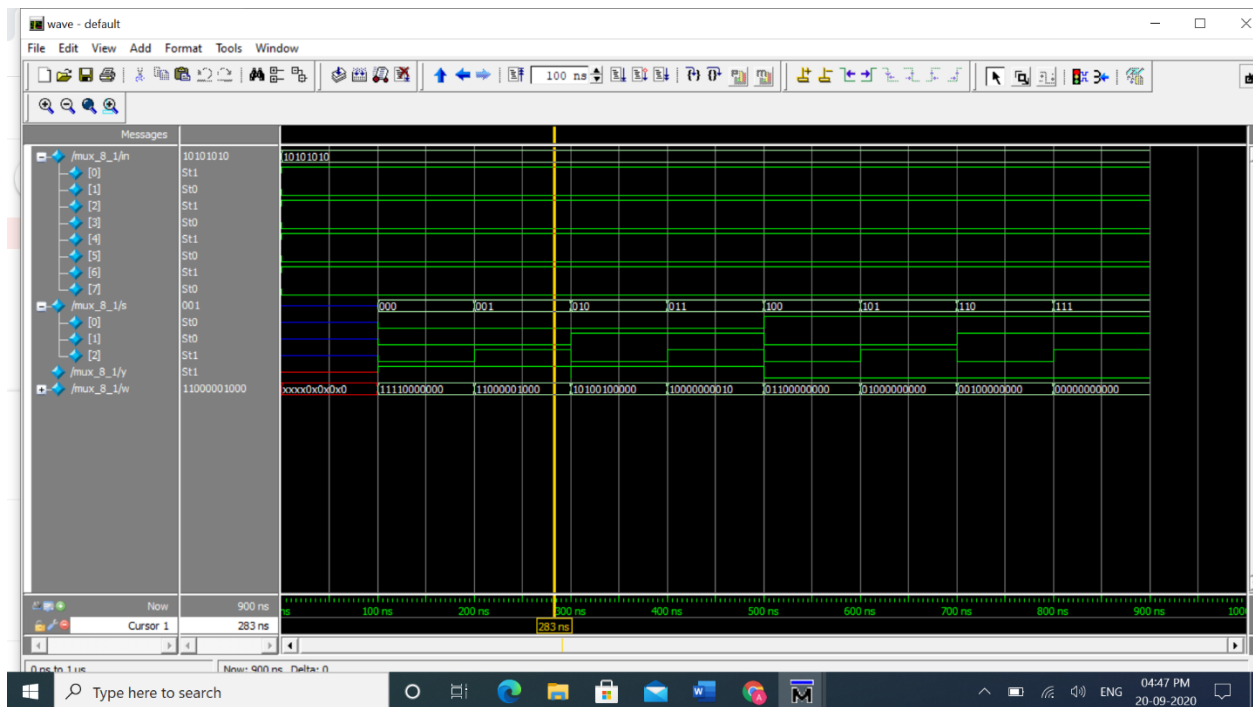 wave - default
File Edit View Add Format Tools Window
100 ns
Messages
/mux_8_1/in 10101010 10101010
[0] St1
[1] St0
[2] St1
[3] St0
[4] St1
[5] St0
[6] St1
[7] St0
/mux_8_1/s 001 000 001 010 011 100 101 110 111
[0] St0
[1] St0
[2] St1
/mux_8_1/y St1
/mux_8_1/w 11000001000 xxxx0x0x0x0 11110000000 11000001000 10100100000 10000000010 01100000000 01000000000 00100000000 00000000000
Now 900 ns ns 100 ns 200 ns 300 ns 400 ns 500 ns 600 ns 700 ns 800 ns 900 ns 100
Cursor 1 283 ns 283 ns
0 ns to 1 us Now: 900 ns Delta: 0
Type here to search ENG 04:47 PM
20-09-2020